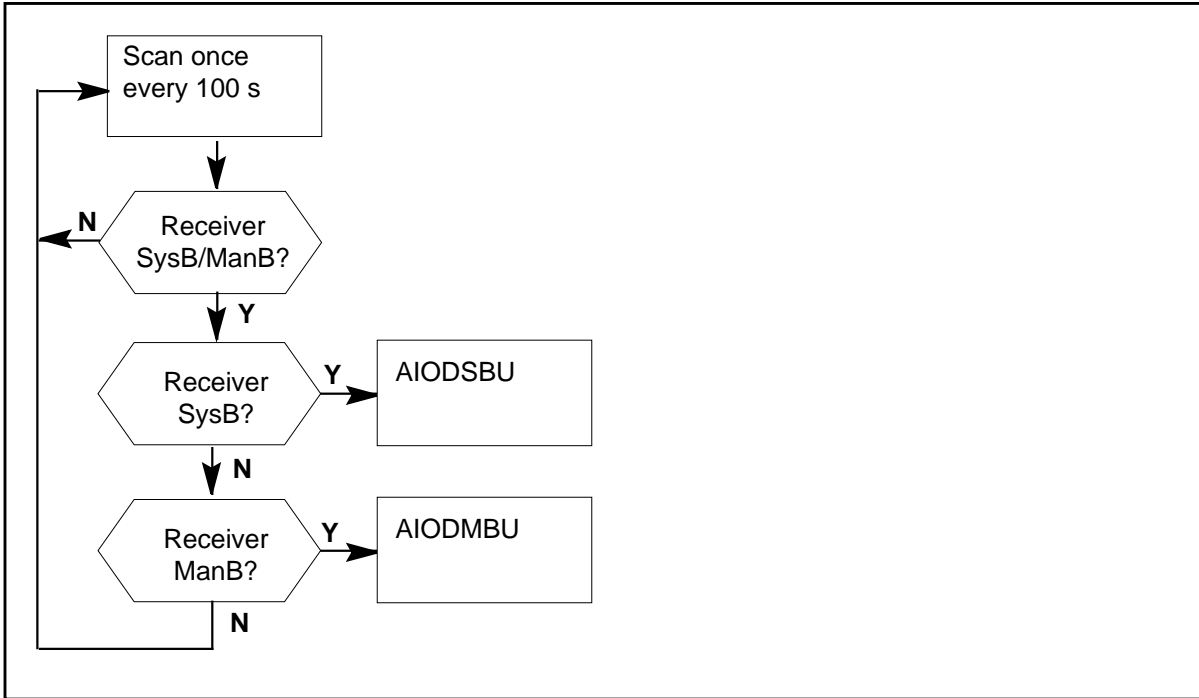 Scan once
every 100 s
N
Receiver
SysB/ManB?
Y
Receiver
SysB?
Y
AIODSBU
N
Receiver
ManB?
Y
AIODMBU
N